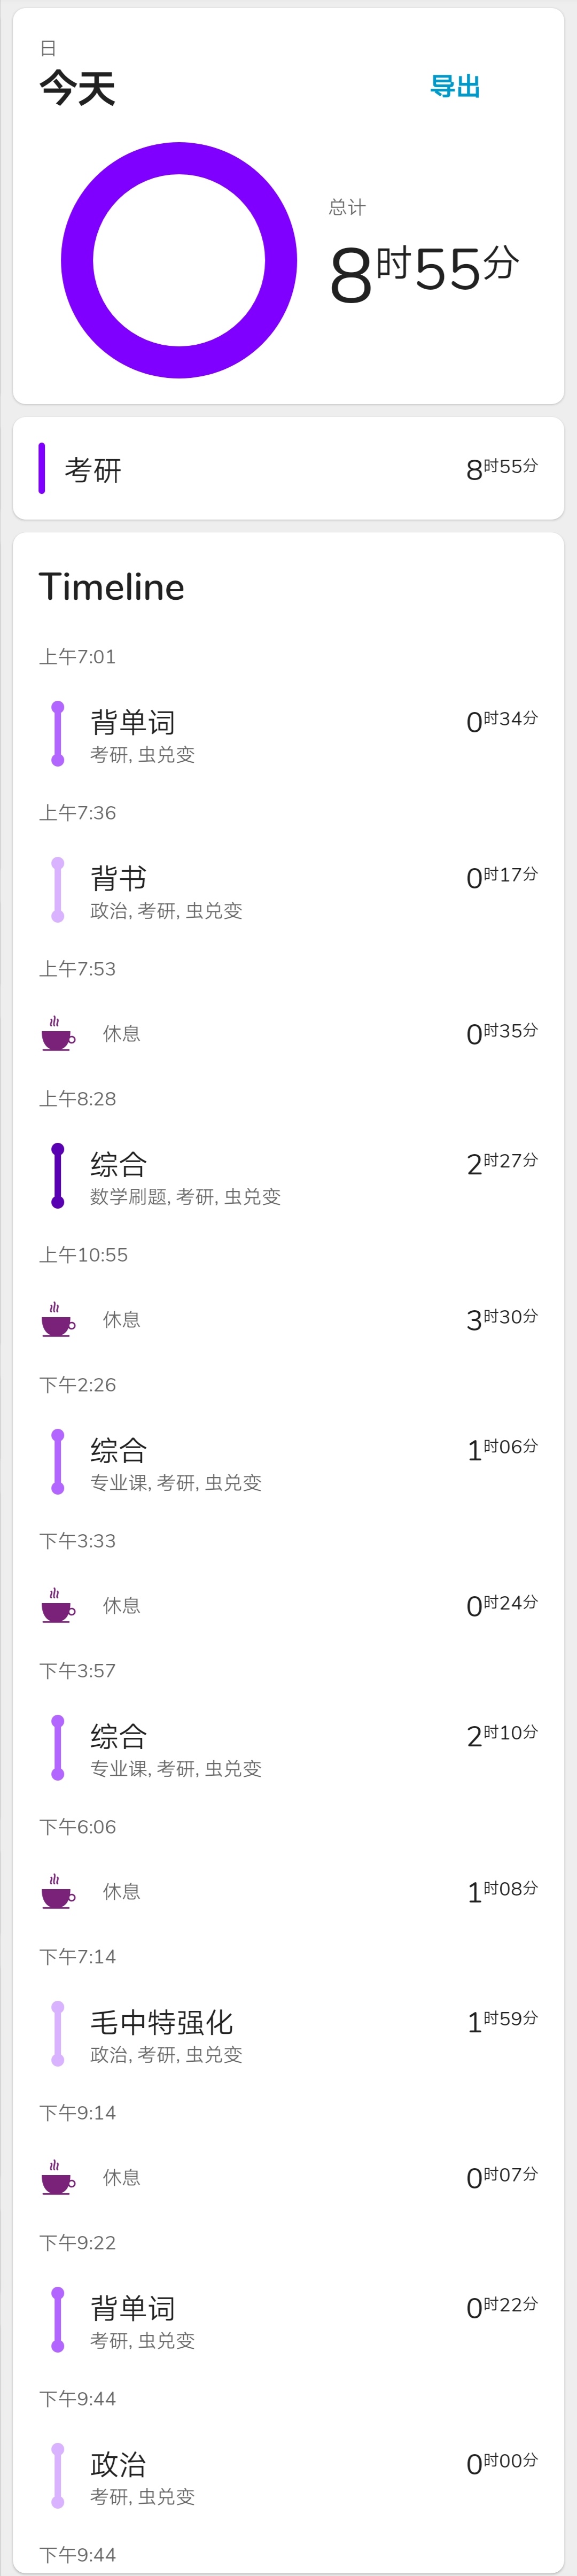 日
今天
导出
总计
8时55分
考研
8时55分
Timeline
上午7:01
背单词
0时34分
考研, 虫兑变
上午7:36
背书
0时17分
政治, 考研, 虫兑变
上午7:53
休息
0时35分
上午8:28
综合
2时27分
数学刷题, 考研, 虫兑变
上午10:55
休息
3时30分
下午2:26
综合
1时06分
专业课, 考研, 虫兑变
下午3:33
休息
0时24分
下午3:57
综合
2时10分
专业课, 考研, 虫兑变
下午6:06
休息
1时08分
下午7:14
毛中特强化
1时59分
政治, 考研, 虫兑变
下午9:14
休息
0时07分
下午9:22
背单词
0时22分
考研, 虫兑变
下午9:44
政治
0时00分
考研, 虫兑变
下午9:44